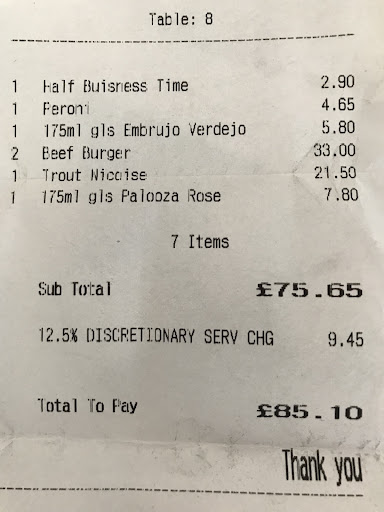 Table: 8
1 Half Buisness Time 2.90
1 Peroni 4.65
1 175ml gls Embrujo Verdejo 5.80
2 Beef Burger 33.00
1 Trout Nicoise 21.50
1 175ml gls Palooza Rose 7.80
7 Items
Sub Total £75.65
12.5% DISCRETIONARY SERV CHG 9.45
Total To Pay £85.10
Thank you